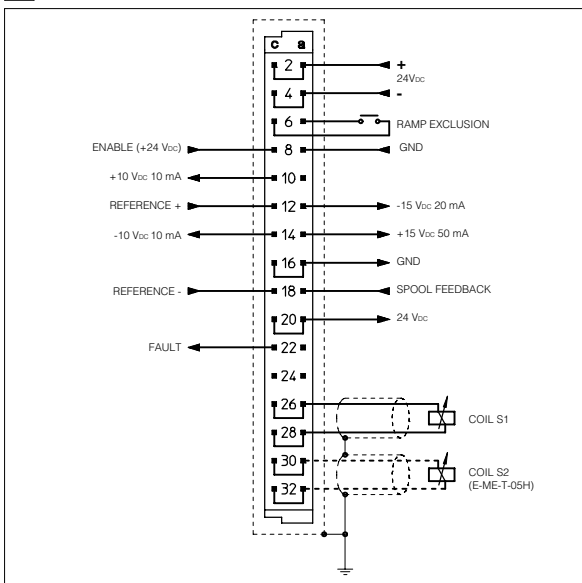 c a
2 +
24VDC
4 -
6 RAMP EXCLUSION
ENABLE (+24 VDC) 8 GND
+10 VDC 10 mA 10
REFERENCE + 12 -15 VDC 20 mA
-10 VDC 10 mA 14 +15 VDC 50 mA
16 GND
REFERENCE - 18 SPOOL FEEDBACK
20 24 VDC
FAULT 22
24
26
COIL S1
28
30
COIL S2
(E-ME-T-05H)
32